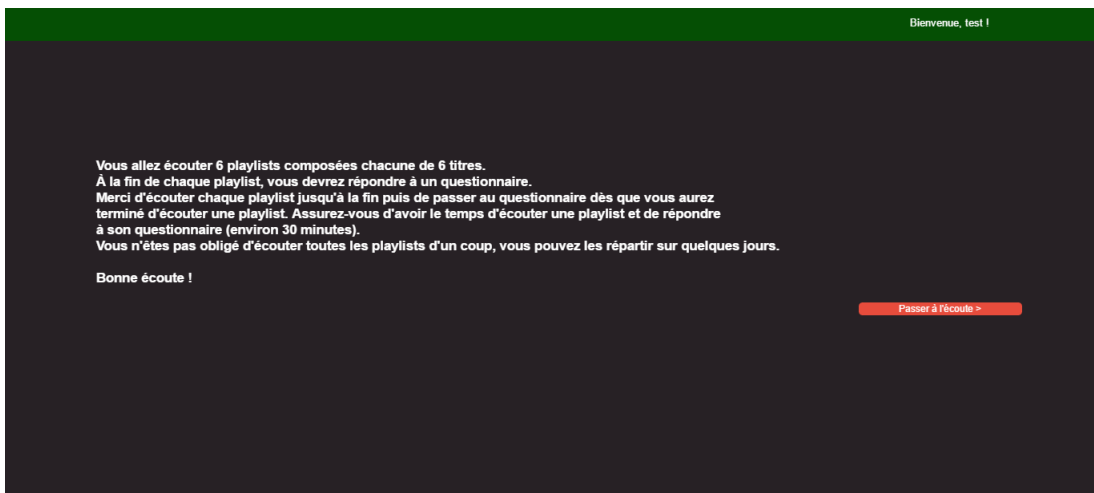 Bienvenue, test !
Vous allez écouter 6 playlists composées chacune de 6 titres.
À la fin de chaque playlist, vous devrez répondre à un questionnaire.
Merci d'écouter chaque playlist jusqu'à la fin puis de passer au questionnaire dès que vous aurez
terminé d'écouter une playlist. Assurez-vous d'avoir le temps d'écouter une playlist et de répondre
à son questionnaire (environ 30 minutes).
Vous n'êtes pas obligé d'écouter toutes les playlists d'un coup, vous pouvez les répartir sur quelques jours.
Bonne écoute !
Passer à l'écoute >